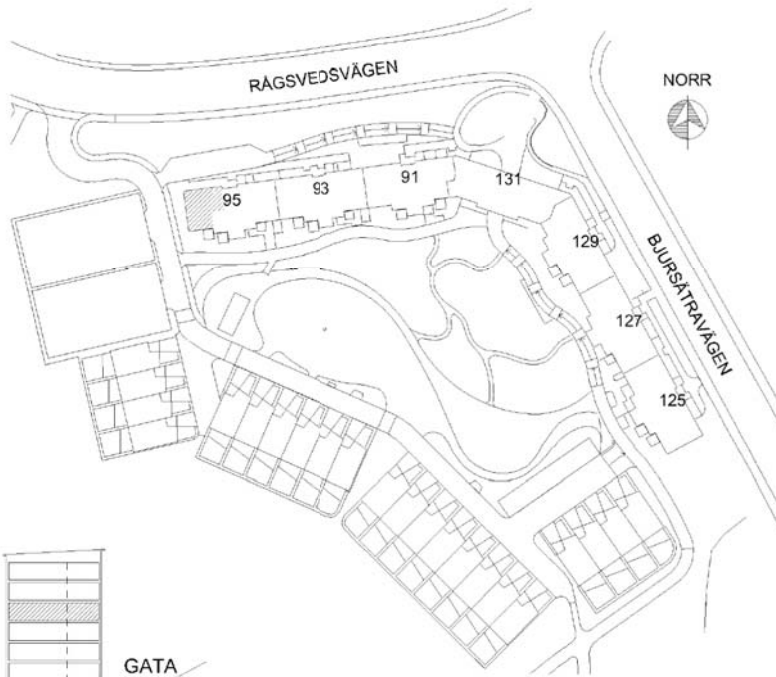 RÅGSVEDSVÄGEN
NORR
95
93
91
131
129
BJURSÄTRAVÄGEN
127
125
GATA